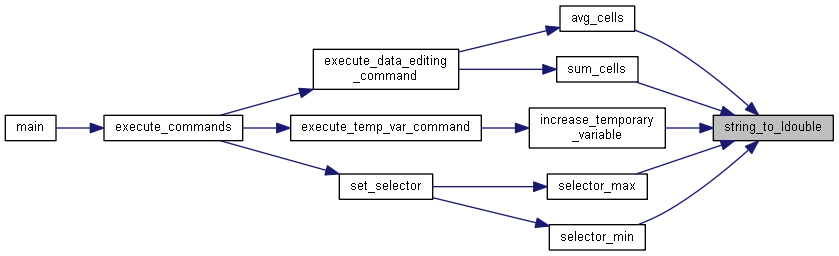 avg_cells
execute_data_editing
_command
sum_cells
main
execute_commands
execute_temp_var_command
increase_temporary
_variable
string_to_ldouble
set_selector
selector_max
selector_min